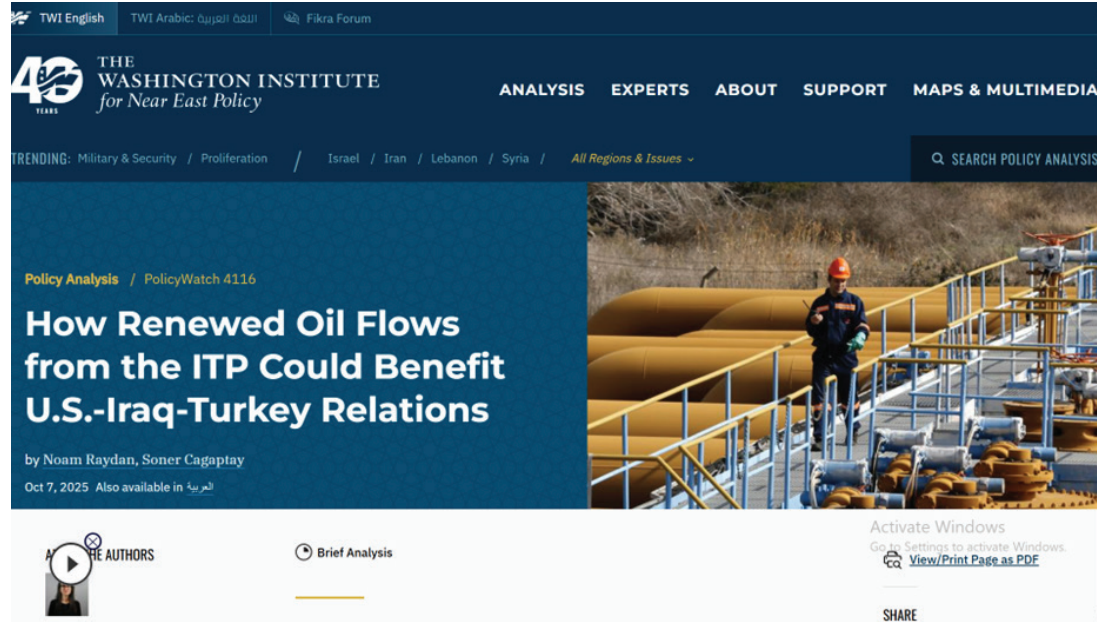 TWI English
TWI Arabic: اللغة العربية
Fikra Forum
40
YEARS
THE
WASHINGTON INSTITUTE
for Near East Policy
ANALYSIS EXPERTS ABOUT SUPPORT MAPS & MULTIMEDIA
TRENDING: Military & Security / Proliferation / Israel / Iran / Lebanon / Syria / All Regions & Issues
SEARCH POLICY ANALYSIS
Policy Analysis / PolicyWatch 4116
How Renewed Oil Flows
from the ITP Could Benefit
U.S.-Iraq-Turkey Relations
by Noam Raydan, Soner Cagaptay
Oct 7, 2025 Also available in العربية
AUTHORS
Brief Analysis
Activate Windows
Go to Settings to activate Windows.
View/Print Page as PDF
SHARE